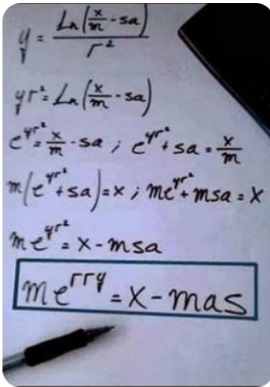 y = Ln(x/m - sa)/r²
yr² = Ln(x/m - sa)
e^yr² = x/m - sa ; e^yr² + sa = x/m
m(e^yr² + sa) = x ; me^yr² + msa = x
me^yr² = x - msa
me^rry = x - mas